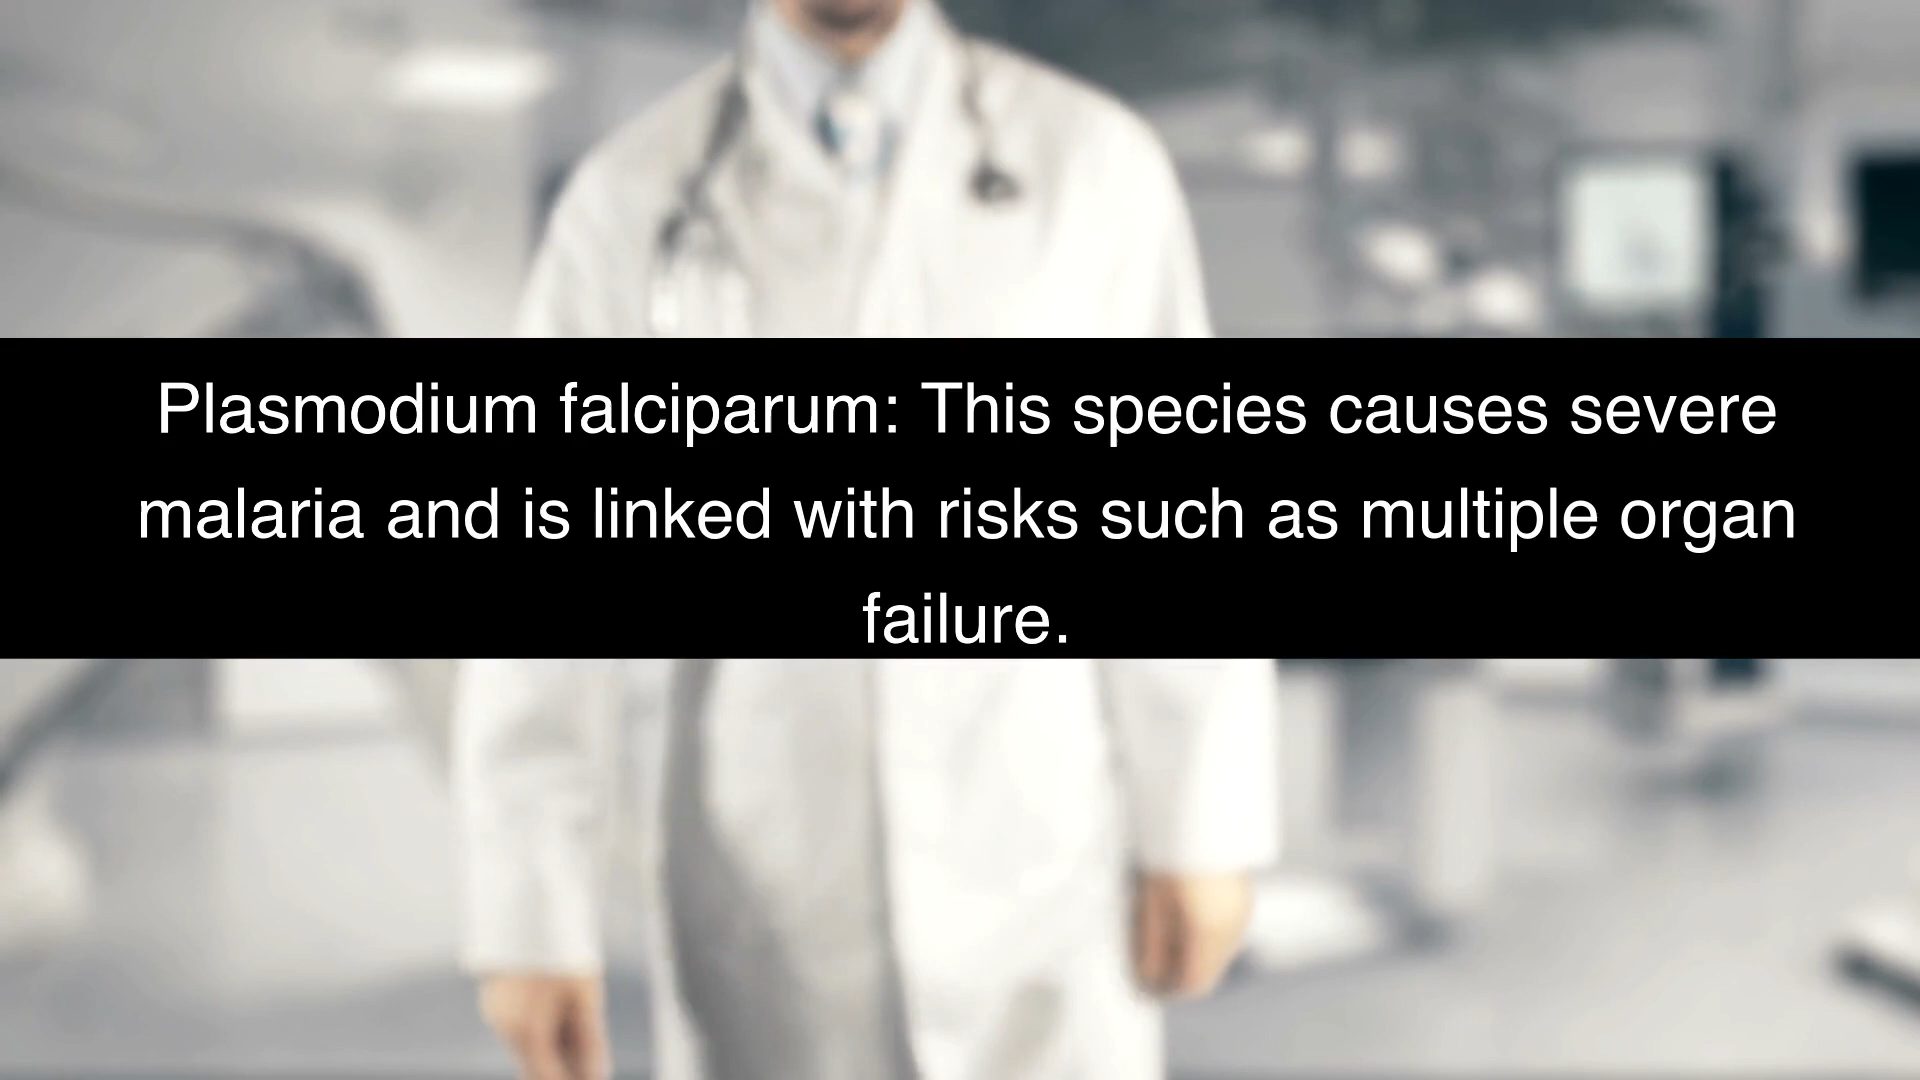 Plasmodium falciparum: This species causes severe
malaria and is linked with risks such as multiple organ
failure.